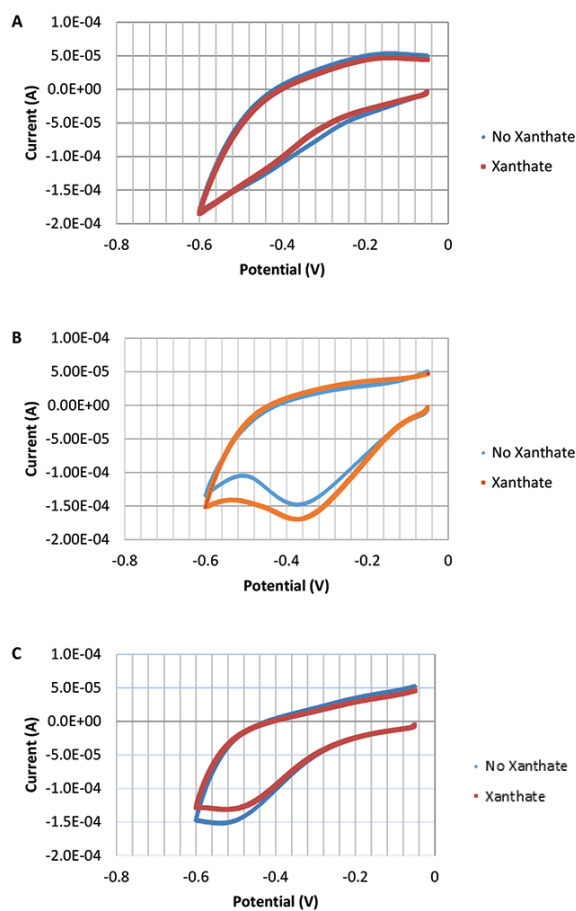 A
1.0E-04
5.0E-05
0.0E+00
-5.0E-05
-1.0E-04
-1.5E-04
-2.0E-04
Current (A)
-0.8 -0.6 -0.4 -0.2 0
Potential (V)
No Xanthate
Xanthate
B
1.00E-04
5.00E-05
0.00E+00
-5.00E-05
-1.00E-04
-1.50E-04
-2.00E-04
Current (A)
-0.8 -0.6 -0.4 -0.2 0
Potential (V)
No Xanthate
Xanthate
C
1.0E-04
5.0E-05
0.0E+00
-5.0E-05
-1.0E-04
-1.5E-04
-2.0E-04
Current (A)
-0.8 -0.6 -0.4 -0.2 0
Potential (V)
No Xanthate
Xanthate